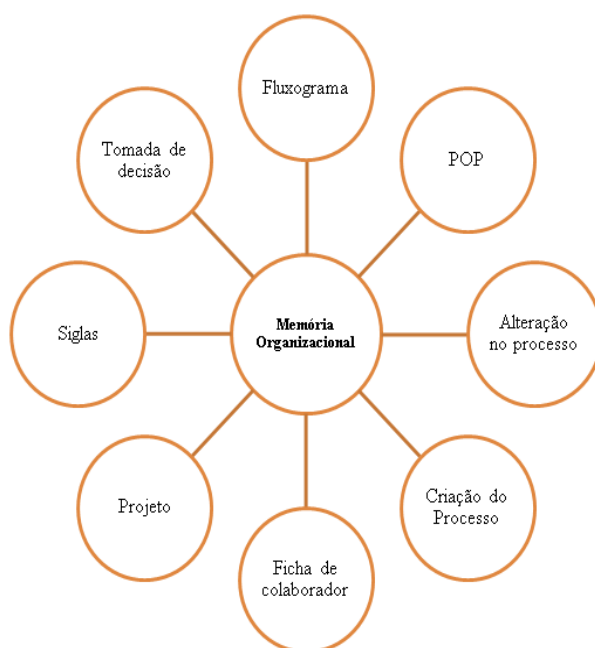 Fluxograma
Tomada de
decisão
POP
Siglas
Memória
Organizacional
Alteração
no processo
Projeto
Criação do
Processo
Ficha de
colaborador